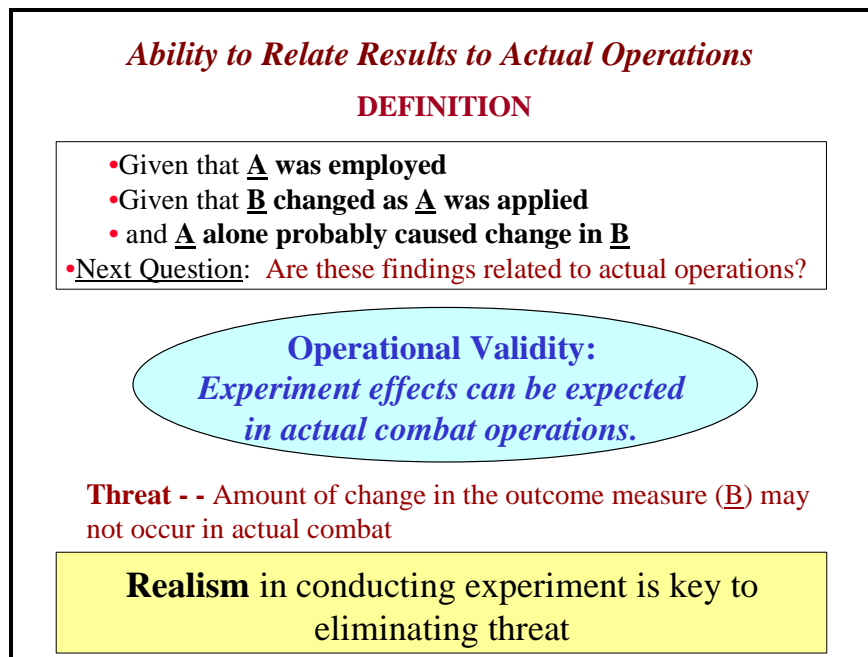 Ability to Relate Results to Actual Operations
DEFINITION
•Given that A was employed
•Given that B changed as A was applied
• and A alone probably caused change in B
•Next Question: Are these findings related to actual operations?
Operational Validity:
Experiment effects can be expected
in actual combat operations.
Threat - - Amount of change in the outcome measure (B) may
not occur in actual combat
Realism in conducting experiment is key to
eliminating threat